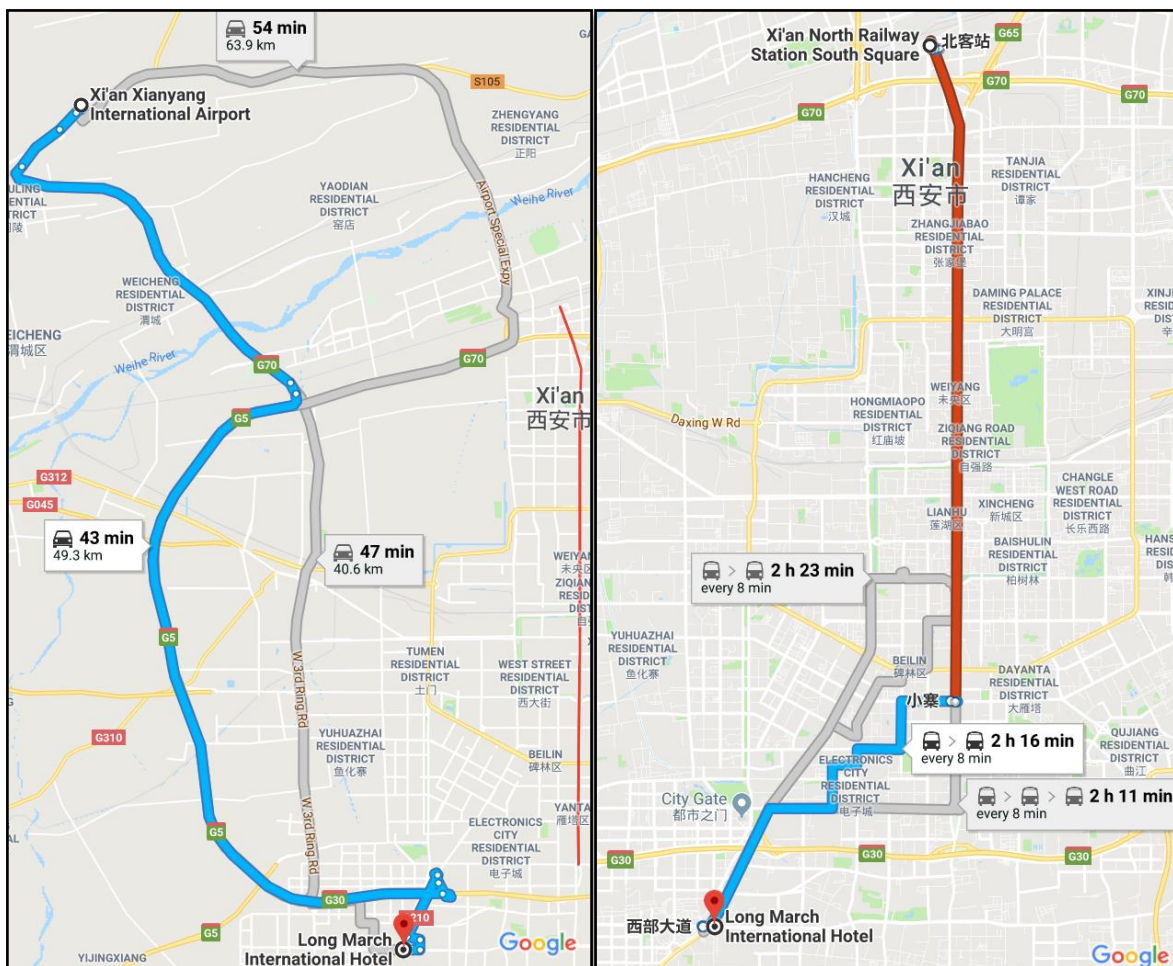 54 min
63.9 km
Xi'an Xianyang
International Airport
S105
ZHENGYANG
RESIDENTIAL
DISTRICT
正阳
YAODIAN
RESIDENTIAL
DISTRICT
窑店
Weihe River
Airport Special Expy
WEICHENG
RESIDENTIAL
DISTRICT
渭城
EICHENG
渭城区
Weihe River
G70
G70
Xi'an
西安市
G5
G312
G045
43 min
49.3 km
47 min
40.6 km
G5
W 3rd Ring Rd
TUMEN
RESIDENTIAL
DISTRICT
土门
WEST STREET
RESIDENTIAL
DISTRICT
西大街
G310
YUHUAZHAI
RESIDENTIAL
DISTRICT
鱼化寨
BEILIN
碑林区
W 3rd Ring Rd
YANTA
雁塔区
G5
ELECTRONICS
CITY
RESIDENTIAL
DISTRICT
电子城
G30
G5
210
Long March
International Hotel
YIJINGXIANG
Google
Xi'an North Railway
Station South Square
北客站
G65
G70
G70
Xi'an
西安市
TANJIA
RESIDENTIAL
DISTRICT
谭家
HANCHENG
RESIDENTIAL
DISTRICT
汉城
ZHANGJIABAO
RESIDENTIAL
DISTRICT
张家堡
DAMING PALACE
RESIDENTIAL
DISTRICT
大明宫
WEIYANG
未央区
HONGMIAOPO
RESIDENTIAL
DISTRICT
红庙坡
Daxing W Rd
ZIQIANG ROAD
RESIDENTIAL
DISTRICT
自强路
CHANGLE
WEST ROAD
RESIDENTIAL
DISTRICT
长乐西路
XINCHENG
新城区
LIANHU
莲湖区
BAISHULIN
RESIDENTIAL
DISTRICT
柏树林
2 h 23 min
every 8 min
YUHUAZHAI
RESIDENTIAL
DISTRICT
鱼化寨
BEILIN
碑林区
DAYANTA
RESIDENTIAL
DISTRICT
大雁塔
小寨
2 h 16 min
every 8 min
QUJIANG
RESIDENTIAL
DISTRICT
曲江
ELECTRONICS
CITY
RESIDENTIAL
DISTRICT
电子城
City Gate
都市之门
2 h 11 min
every 8 min
G30
G30
G30
西部大道
Long March
International Hotel
Google